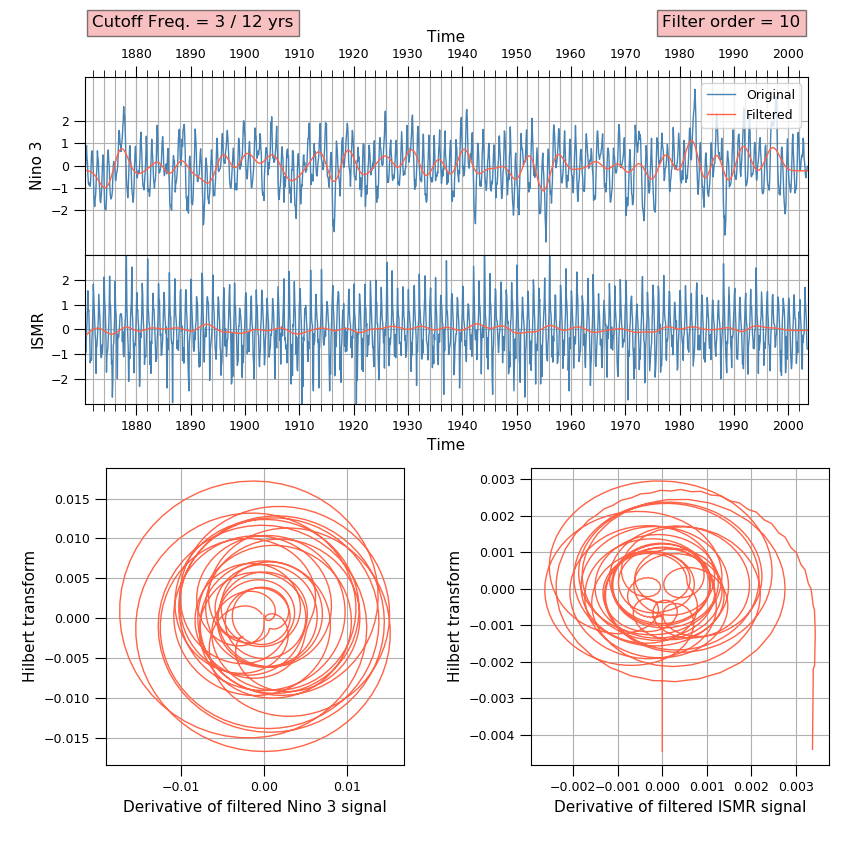 Cutoff Freq. = 3 / 12 yrs
Filter order = 10
Time
1880 1890 1900 1910 1920 1930 1940 1950 1960 1970 1980 1990 2000
Nino 3
2
1
0
−1
−2
Original
Filtered
ISMR
2
1
0
−1
−2
1880 1890 1900 1910 1920 1930 1940 1950 1960 1970 1980 1990 2000
Time
Hilbert transform
0.015
0.010
0.005
0.000
−0.005
−0.010
−0.015
−0.01 0.00 0.01
Derivative of filtered Nino 3 signal
Hilbert transform
0.003
0.002
0.001
0.000
−0.001
−0.002
−0.003
−0.004
−0.002 −0.001 0.000 0.001 0.002 0.003
Derivative of filtered ISMR signal